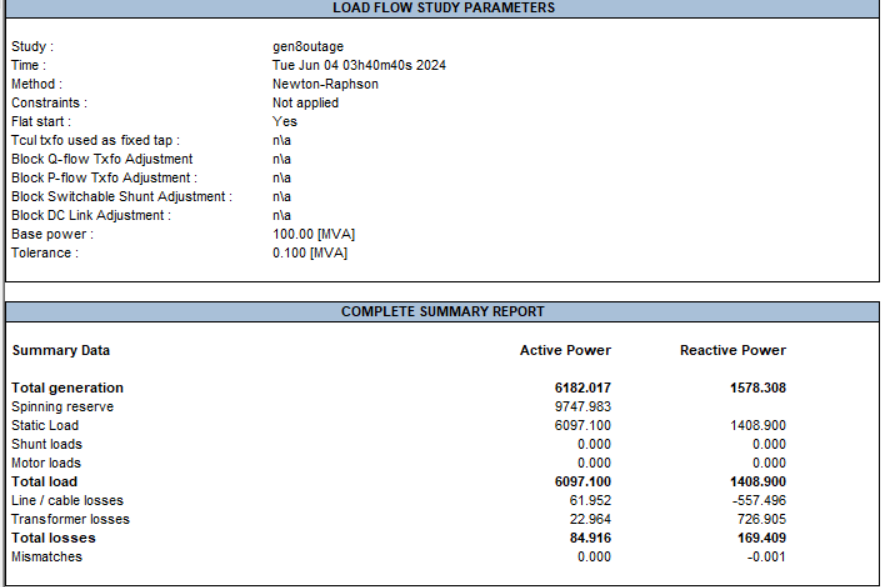 LOAD FLOW STUDY PARAMETERS
Study : gen8outage
Time : Tue Jun 04 03h40m40s 2024
Method : Newton-Raphson
Constraints : Not applied
Flat start : Yes
Tcul txfo used as fixed tap : n\a
Block Q-flow Txfo Adjustment n\a
Block P-flow Txfo Adjustment : n\a
Block Switchable Shunt Adjustment : n\a
Block DC Link Adjustment : n\a
Base power : 100.00 [MVA]
Tolerance : 0.100 [MVA]
COMPLETE SUMMARY REPORT
Summary Data Active Power Reactive Power
Total generation 6182.017 1578.308
Spinning reserve 9747.983
Static Load 6097.100 1408.900
Shunt loads 0.000 0.000
Motor loads 0.000 0.000
Total load 6097.100 1408.900
Line / cable losses 61.952 -557.496
Transformer losses 22.964 726.905
Total losses 84.916 169.409
Mismatches 0.000 -0.001